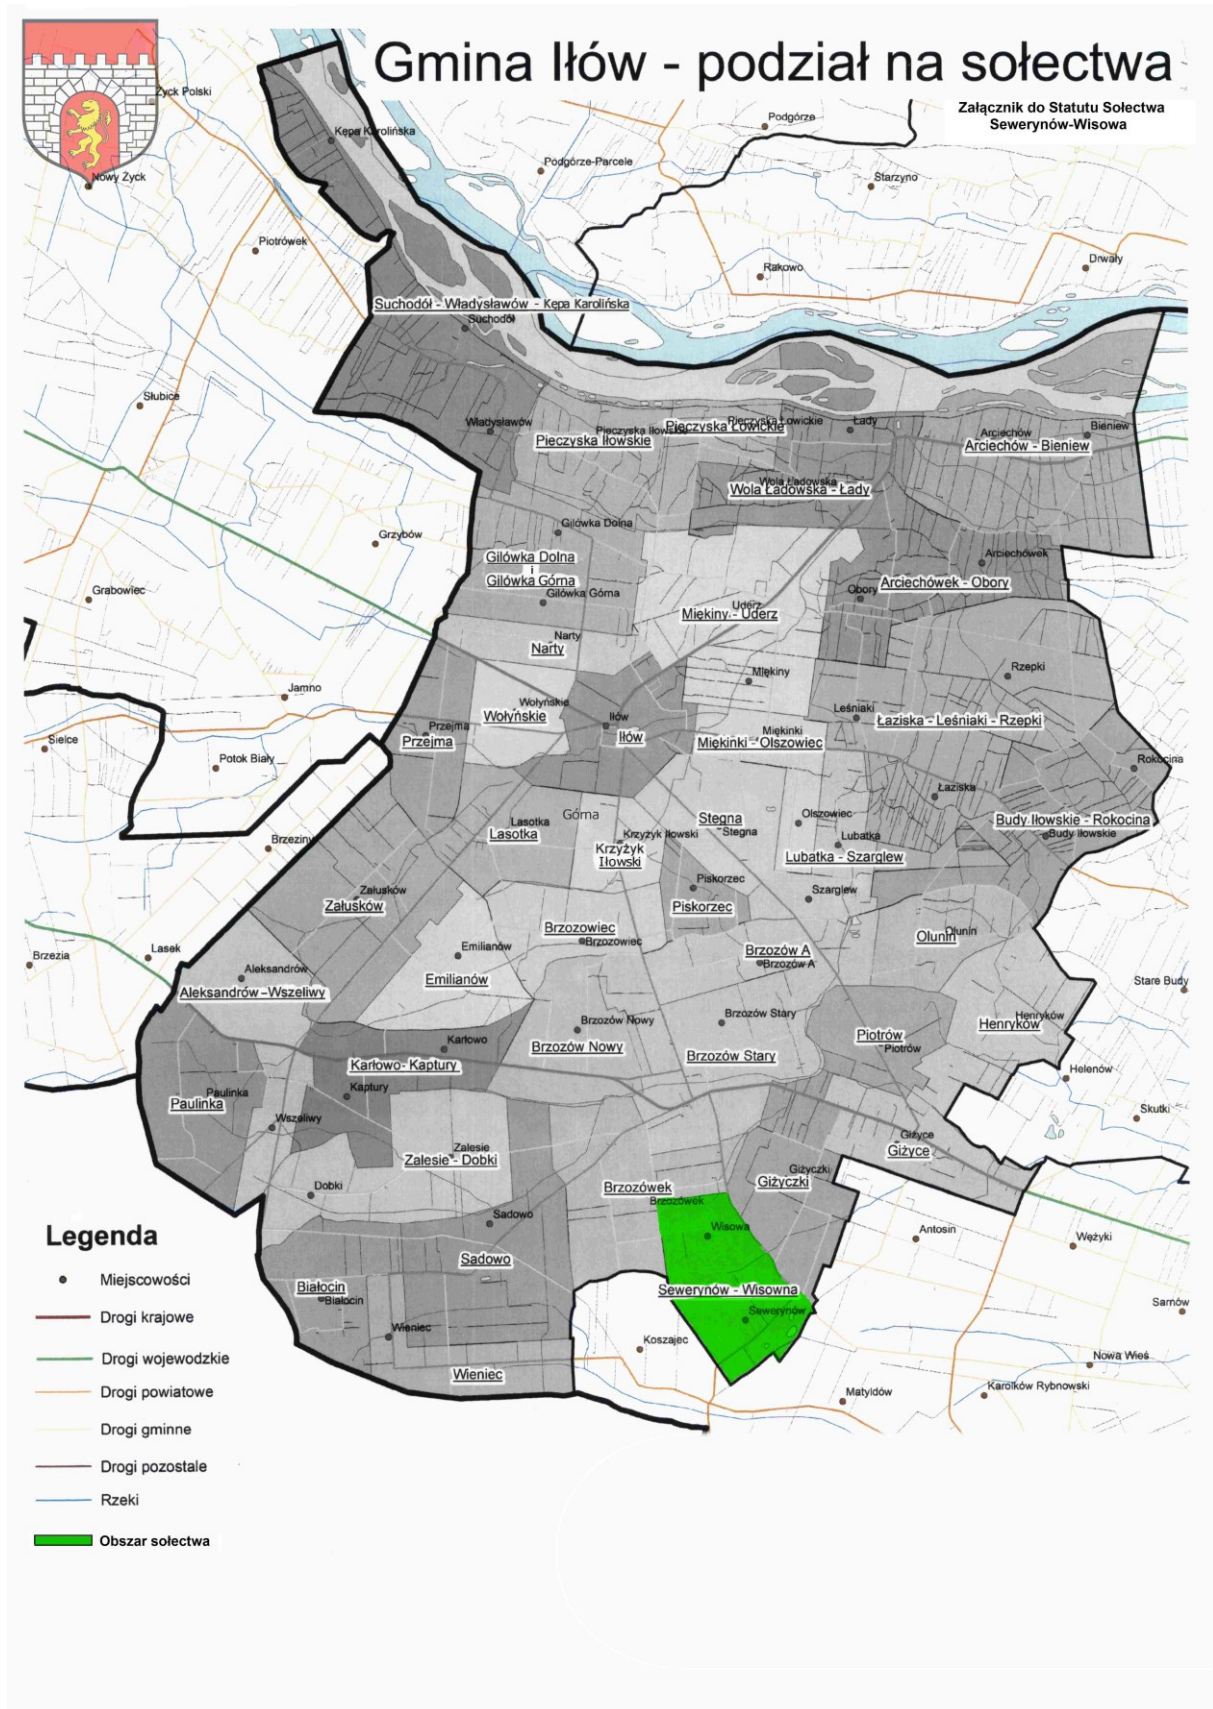 Gmina Iłów - podział na sołectwa
Załącznik do Statutu Sołectwa
Sewerynów-Wisowa
Życk Polski
Nowy Życk
Kępa Karolińska
Podgórze
Podgórze-Parcele
Starzyno
Piotrówek
Rakowo
Drwały
Suchodół - Władysławów - Kępa Karolińska
Suchodół
Słubice
Władysławów
Pieczyska Iłowskie
Pieczyska Iłowskie
Pieczyska Łowickie
Pieczyska Łowickie
Łady
Arciechów
Bieniew
Arciechów - Bieniew
Wola Ładowska
Wola Ładowska - Łady
Grzybów
Gilówka Dolna
Gilówka Dolna
i
Gilówka Górna
Gilówka Górna
Arciechówek
Arciechówek - Obory
Obory
Grabowiec
Uderz
Miękiny - Uderz
Narty
Narty
Miękiny
Rzepki
Jamno
Wołyńskie
Wołyńskie
Iłów
Iłów
Leśniaki
Łaziska - Leśniaki - Rzepki
Sielce
Przejma
Przejma
Miękinki
Miękinki - Olszowiec
Potok Biały
Rokocina
Łaziska
Górna
Lasotka
Lasotka
Stegna
Stegna
Olszowiec
Budy Iłowskie - Rokocina
Budy Iłowskie
Brzeziny
Krzyżyk Iłowski
Krzyżyk
Iłowski
Lubatka
Lubatka - Szarglew
Załusków
Załusków
Piskorzec
Piskorzec
Szarglew
Brzozowiec
Brzozowiec
Olunin
Olunin
Brzezia
Lasek
Emilianów
Emilianów
Brzozów A
Brzozów A
Aleksandrów
Aleksandrów –Wszeliwy
Stare Budy
Brzozów Nowy
Brzozów Nowy
Brzozów Stary
Brzozów Stary
Piotrów
Piotrów
Henryków
Henryków
Karłowo
Karłowo- Kaptury
Kaptury
Helenów
Paulinka
Paulinka
Wszeliwy
Skutki
Zalesie
Zalesie - Dobki
Giżyce
Giżyce
Dobki
Brzozówek
Brzozówek
Giżyczki
Giżyczki
Sadowo
Sadowo
Wisowa
Antosin
Wężyki
Białocin
Białocin
Sewerynów - Wisowna
Sewerynów
Sarnów
Wieniec
Wieniec
Koszajec
Nowa Wieś
Matyldów
Karolków Rybnowski
Legenda
Miejscowości
Drogi krajowe
Drogi wojewodzkie
Drogi powiatowe
Drogi gminne
Drogi pozostale
Rzeki
Obszar sołectwa